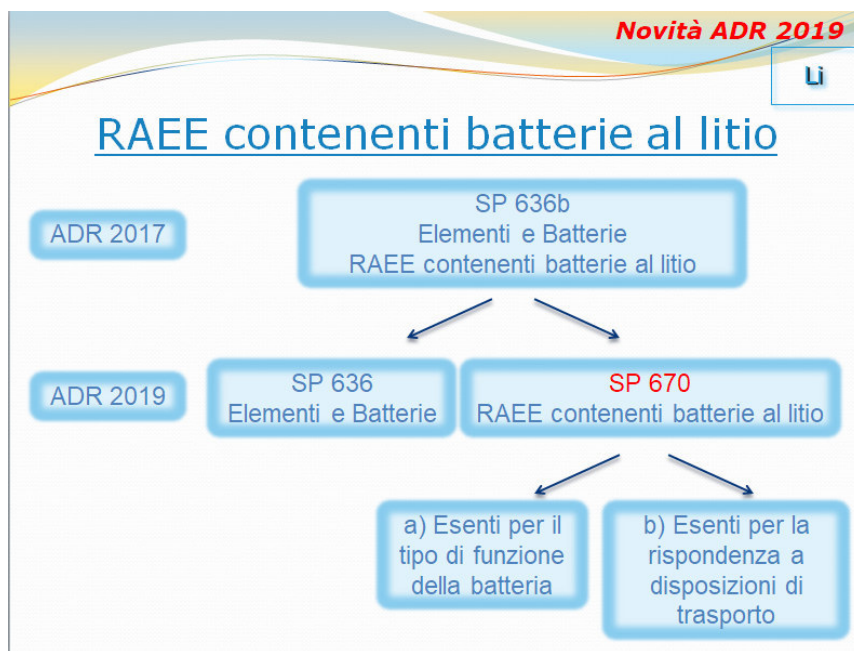 Novità ADR 2019
Li
RAEE contenenti batterie al litio
ADR 2017
SP 636b
Elementi e Batterie
RAEE contenenti batterie al litio
ADR 2019
SP 636
Elementi e Batterie
SP 670
RAEE contenenti batterie al litio
a) Esenti per il
tipo di funzione
della batteria
b) Esenti per la
rispondenza a
disposizioni di
trasporto